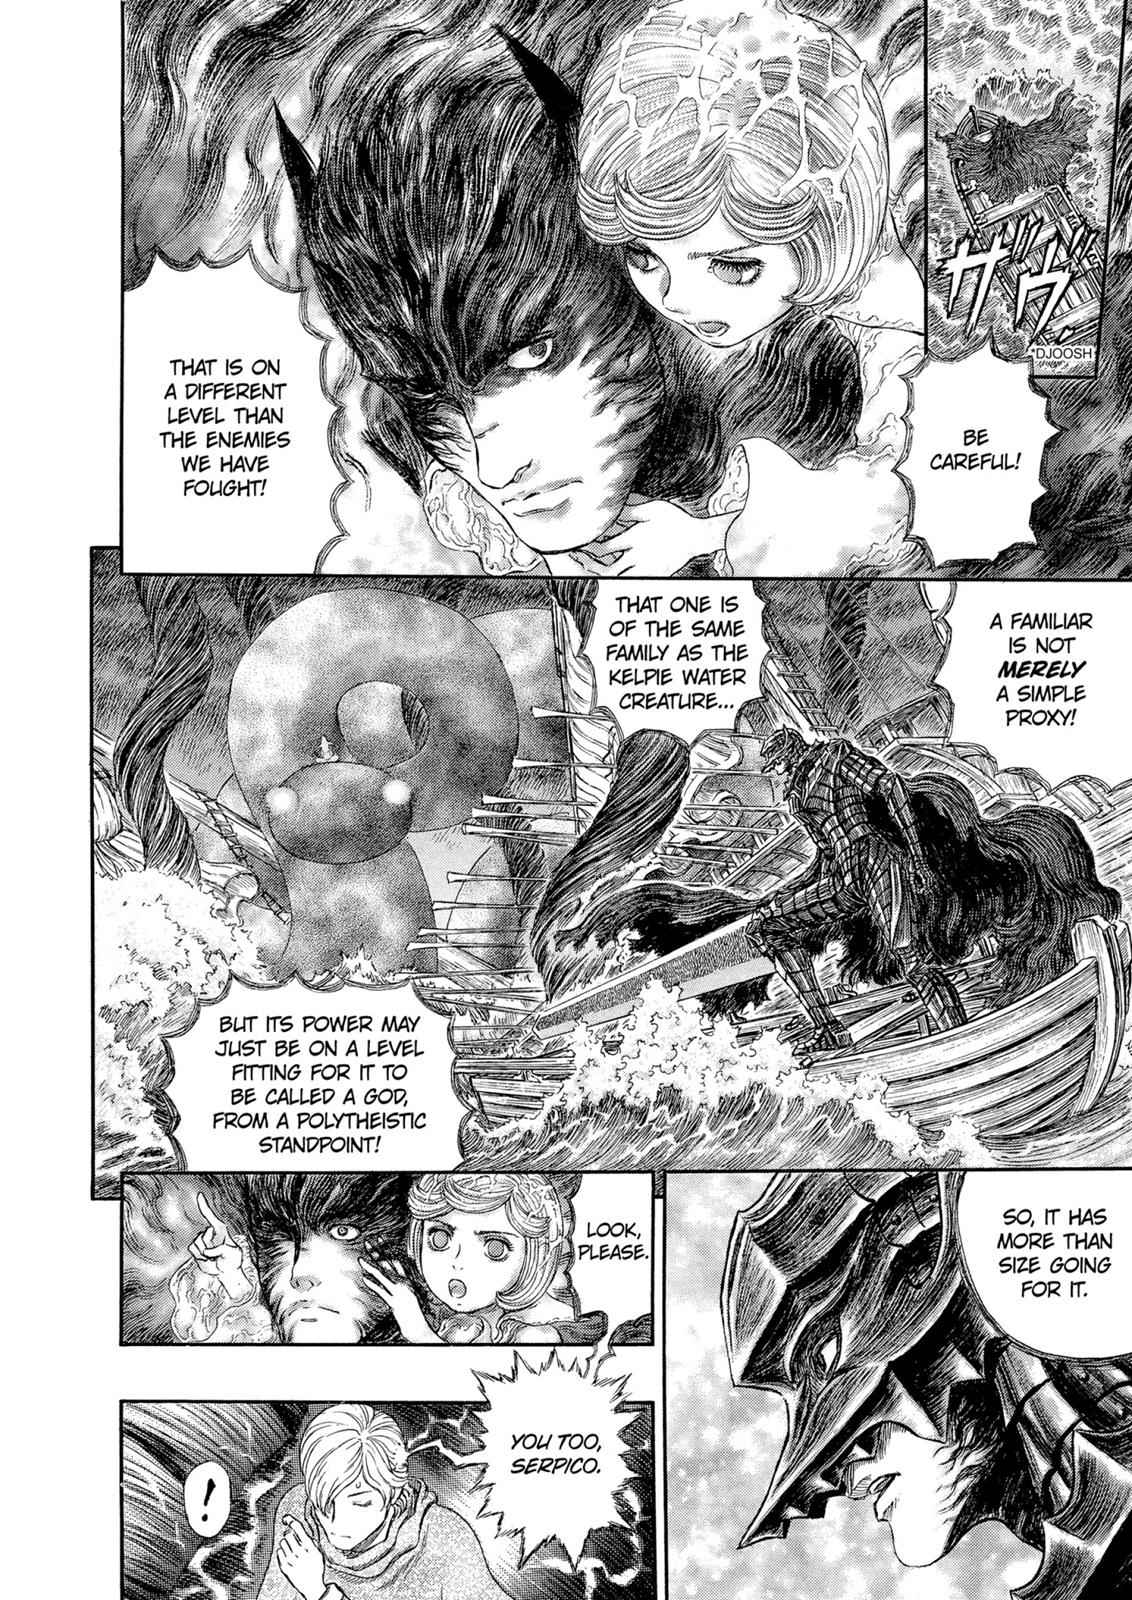 ザヴ
*DJOOSH
BE
CAREFUL!
THAT IS ON
A DIFFERENT
LEVEL THAN
THE ENEMIES
WE HAVE
FOUGHT!
A FAMILIAR
IS NOT
MERELY
A SIMPLE
PROXY!
THAT ONE IS
OF THE SAME
FAMILY AS THE
KELPIE WATER
CREATURE...
BUT ITS POWER MAY
JUST BE ON A LEVEL
FITTING FOR IT TO
BE CALLED A GOD,
FROM A POLYTHEISTIC
STANDPOINT!
SO, IT HAS
MORE THAN
SIZE GOING
FOR IT.
LOOK,
PLEASE.
YOU TOO,
SERPICO.
!